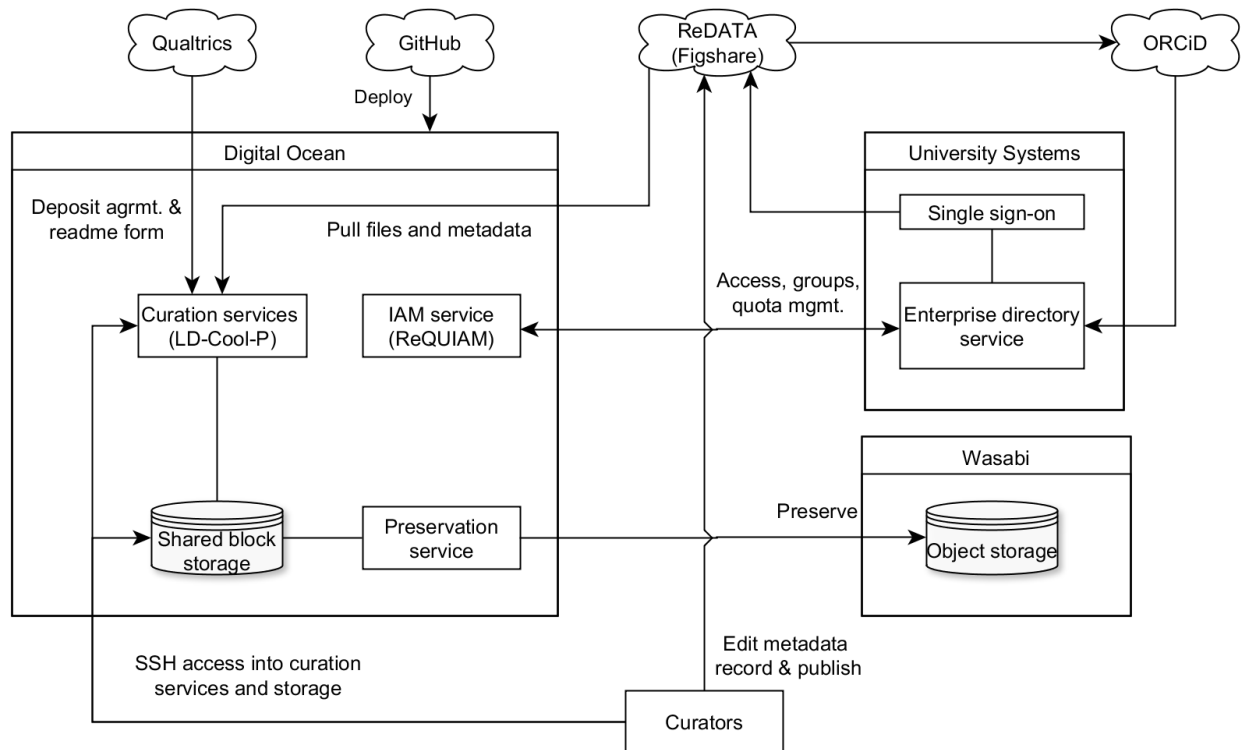 Qualtrics
GitHub
ReDATA
(Figshare)
ORCiD
Deploy
Digital Ocean
University Systems
Deposit agrmt. &
readme form
Pull files and metadata
Single sign-on
Access, groups,
quota mgmt.
Curation services
(LD-Cool-P)
IAM service
(ReQUIAM)
Enterprise directory
service
Wasabi
Shared block
storage
Preservation
service
Preserve
Object storage
SSH access into curation
services and storage
Edit metadata
record & publish
Curators